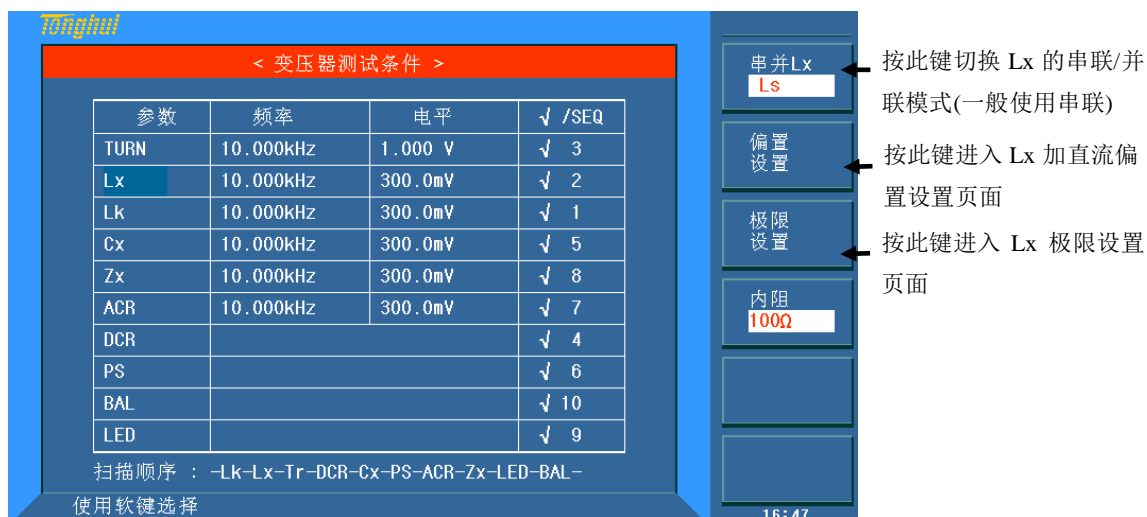 Tonghui
< 变压器测试条件 >
参数 频率 电平 √ /SEQ
TURN 10.000kHz 1.000 V √ 3
Lx 10.000kHz 300.0mV √ 2
Lk 10.000kHz 300.0mV √ 1
Cx 10.000kHz 300.0mV √ 5
Zx 10.000kHz 300.0mV √ 8
ACR 10.000kHz 300.0mV √ 7
DCR √ 4
PS √ 6
BAL √ 10
LED √ 9
扫描顺序 : -Lk-Lx-Tr-DCR-Cx-PS-ACR-Zx-LED-BAL-
使用软键选择
串并Lx
Ls
偏置
设置
极限
设置
内阻
100Ω
16:47
按此键切换 Lx 的串联/并
联模式(一般使用串联)
按此键进入 Lx 加直流偏
置设置页面
按此键进入 Lx 极限设置
页面